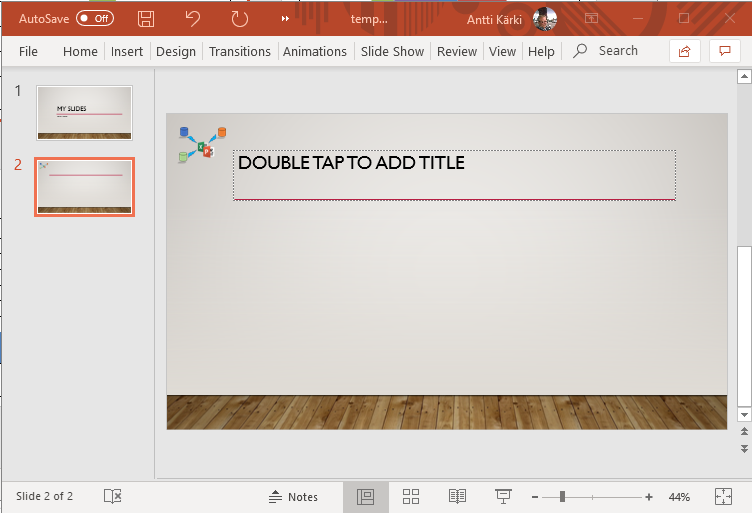 AutoSave Off temp... Antti Kärki
File Home Insert Design Transitions Animations Slide Show Review View Help Search
1
MY SLIDES
2
DOUBLE TAP TO ADD TITLE
Slide 2 of 2 Notes 44%